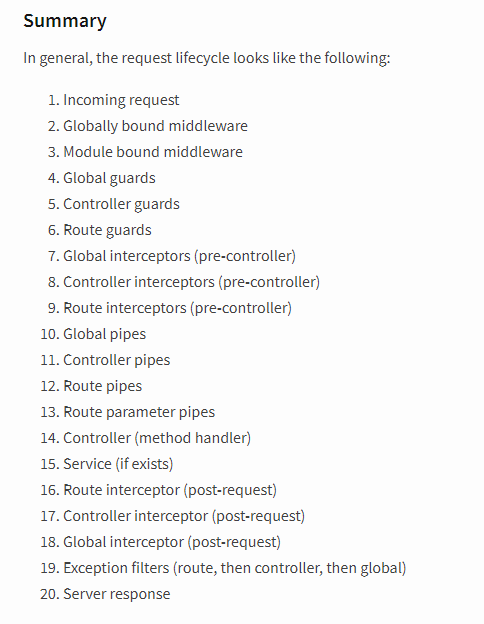 Summary
In general, the request lifecycle looks like the following:
1. Incoming request
2. Globally bound middleware
3. Module bound middleware
4. Global guards
5. Controller guards
6. Route guards
7. Global interceptors (pre-controller)
8. Controller interceptors (pre-controller)
9. Route interceptors (pre-controller)
10. Global pipes
11. Controller pipes
12. Route pipes
13. Route parameter pipes
14. Controller (method handler)
15. Service (if exists)
16. Route interceptor (post-request)
17. Controller interceptor (post-request)
18. Global interceptor (post-request)
19. Exception filters (route, then controller, then global)
20. Server response